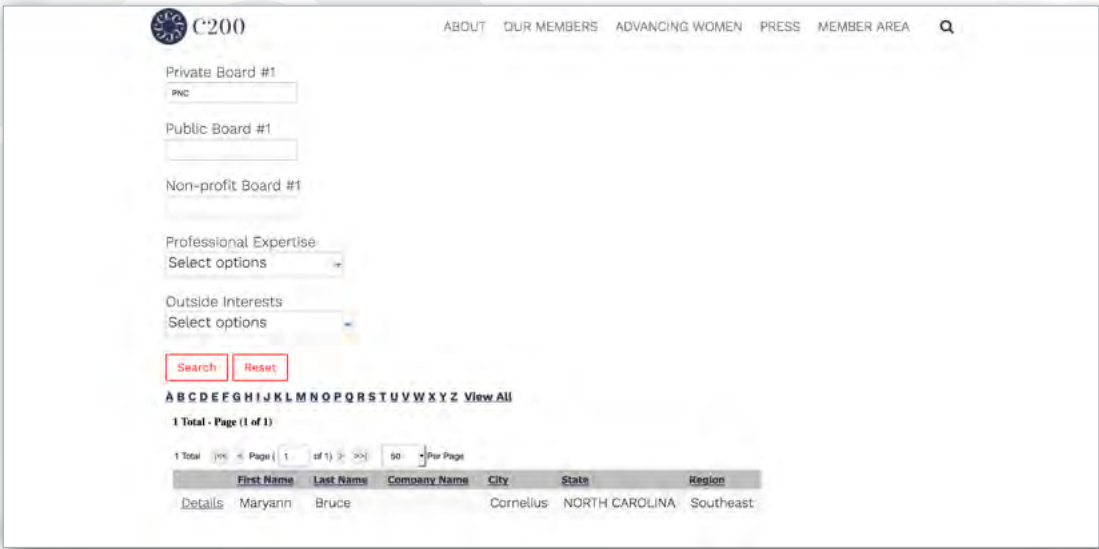 C200 ABOUT OUR MEMBERS ADVANCING WOMEN PRESS MEMBER AREA
Private Board #1
PNC
Public Board #1
Non-profit Board #1
Professional Expertise
Select options
Outside Interests
Select options
Search Reset
A B C D E F G H I J K L M N O P Q R S T U V W X Y Z View All
1 Total - Page (1 of 1)
1 Total |<< < Page ( 1 of 1) > >>| 50 Per Page
First Name Last Name Company Name City State Region
Details Maryann Bruce Cornelius NORTH CAROLINA Southeast